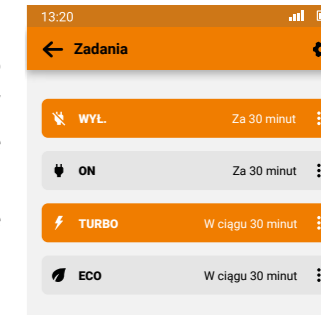 13:20
Zadania
WYŁ. Za 30 minut
ON Za 30 minut
TURBO W ciągu 30 minut
ECO W ciągu 30 minut